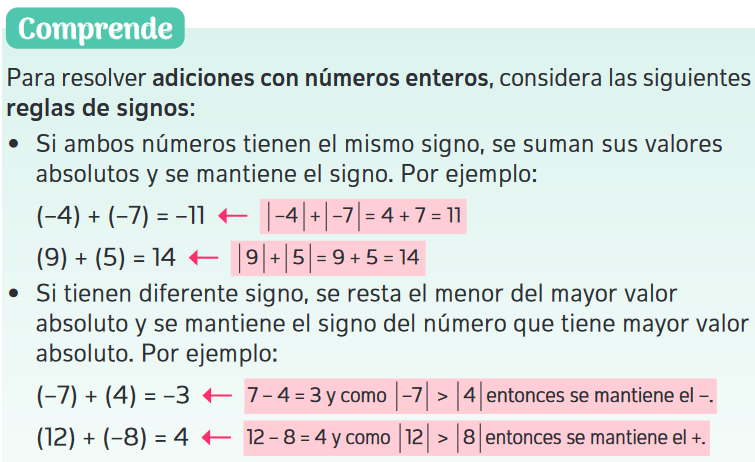 Comprende
Para resolver adiciones con números enteros, considera las siguientes
reglas de signos:
• Si ambos números tienen el mismo signo, se suman sus valores
absolutos y se mantiene el signo. Por ejemplo:
(–4) + (–7) = –11 ← |–4| + |–7| = 4 + 7 = 11
(9) + (5) = 14 ← |9| + |5| = 9 + 5 = 14
• Si tienen diferente signo, se resta el menor del mayor valor
absoluto y se mantiene el signo del número que tiene mayor valor
absoluto. Por ejemplo:
(–7) + (4) = –3 ← 7 – 4 = 3 y como |–7| > |4| entonces se mantiene el –.
(12) + (–8) = 4 ← 12 – 8 = 4 y como |12| > |8| entonces se mantiene el +.